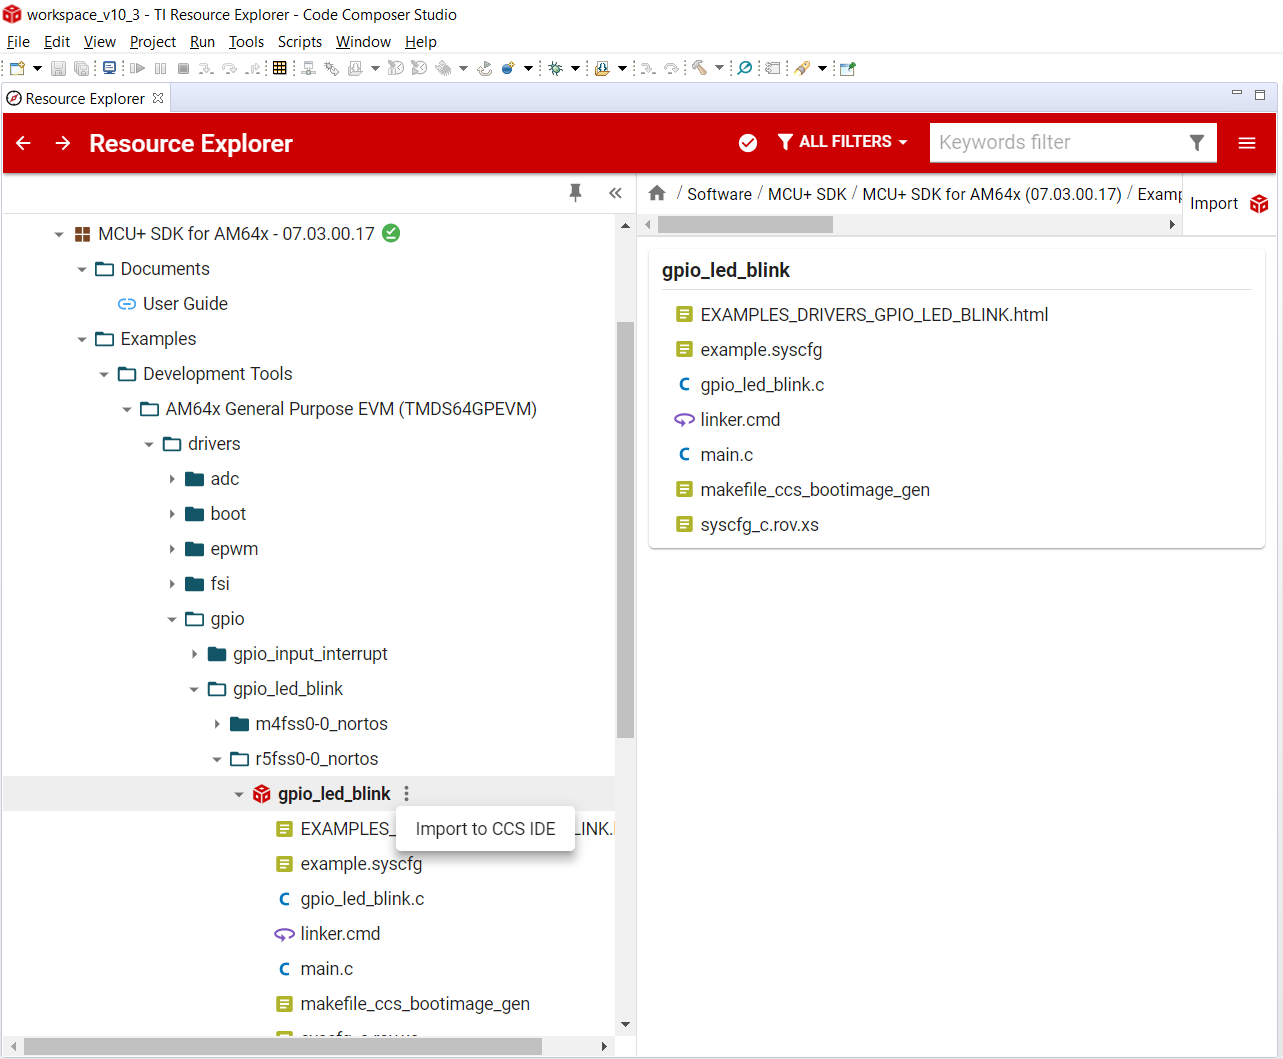 workspace_v10_3 - TI Resource Explorer - Code Composer Studio
File Edit View Project Run Tools Scripts Window Help
Resource Explorer
Resource Explorer ALL FILTERS Keywords filter
/ Software / MCU+ SDK / MCU+ SDK for AM64x (07.03.00.17) / Examp
Import
MCU+ SDK for AM64x - 07.03.00.17
Documents
User Guide
Examples
Development Tools
AM64x General Purpose EVM (TMDS64GPEVM)
drivers
adc
boot
epwm
fsi
gpio
gpio_input_interrupt
gpio_led_blink
m4fss0-0_nortos
r5fss0-0_nortos
gpio_led_blink
Import to CCS IDE
EXAMPLES_ LINK.
example.syscfg
gpio_led_blink.c
linker.cmd
main.c
makefile_ccs_bootimage_gen
gpio_led_blink
EXAMPLES_DRIVERS_GPIO_LED_BLINK.html
example.syscfg
gpio_led_blink.c
linker.cmd
main.c
makefile_ccs_bootimage_gen
syscfg_c.rov.xs